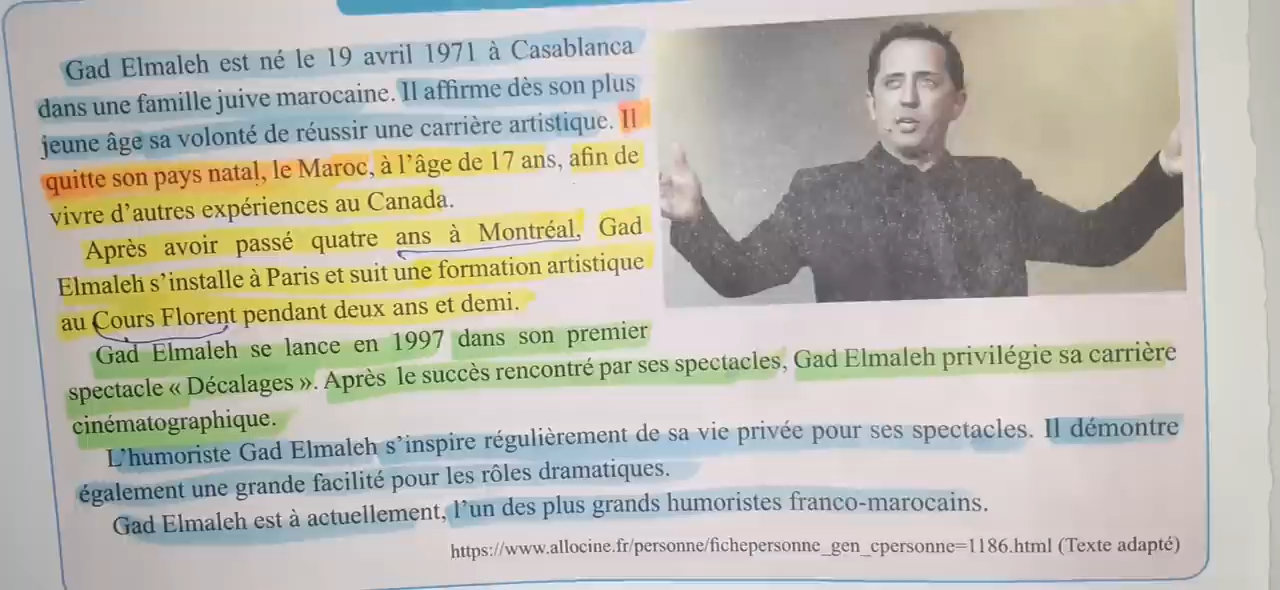 Gad Elmaleh est né le 19 avril 1971 à Casablanca
dans une famille juive marocaine. Il affirme dès son plus
jeune âge sa volonté de réussir une carrière artistique. Il
quitte son pays natal, le Maroc, à l'âge de 17 ans, afin de
vivre d'autres expériences au Canada.
Après avoir passé quatre ans à Montréal, Gad
Elmaleh s'installe à Paris et suit une formation artistique
au Cours Florent pendant deux ans et demi.
Gad Elmaleh se lance en 1997 dans son premier
spectacle « Décalages ». Après le succès rencontré par ses spectacles, Gad Elmaleh privilégie sa carrière
cinématographique.
L'humoriste Gad Elmaleh s'inspire régulièrement de sa vie privée pour ses spectacles. Il démontre
également une grande facilité pour les rôles dramatiques.
Gad Elmaleh est à actuellement, l'un des plus grands humoristes franco-marocains.
https://www.allocine.fr/personne/fichepersonne_gen_cpersonne=1186.html (Texte adapté)